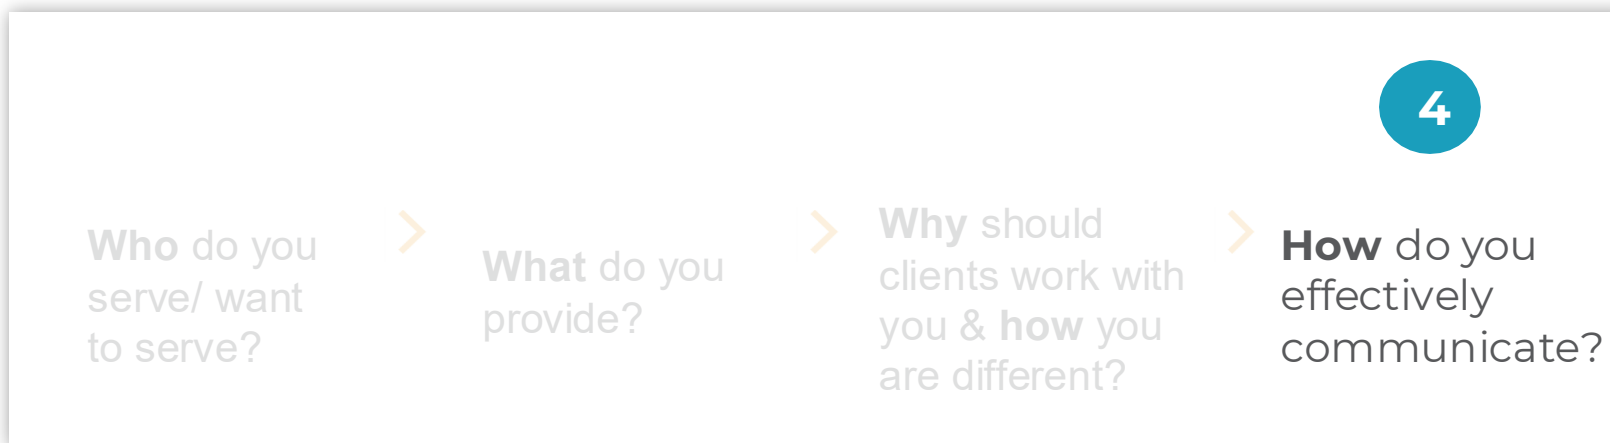 Who do you
serve/ want
to serve?
What do you
provide?
Why should
clients work with
you & how you
are different?
4
How do you
effectively
communicate?